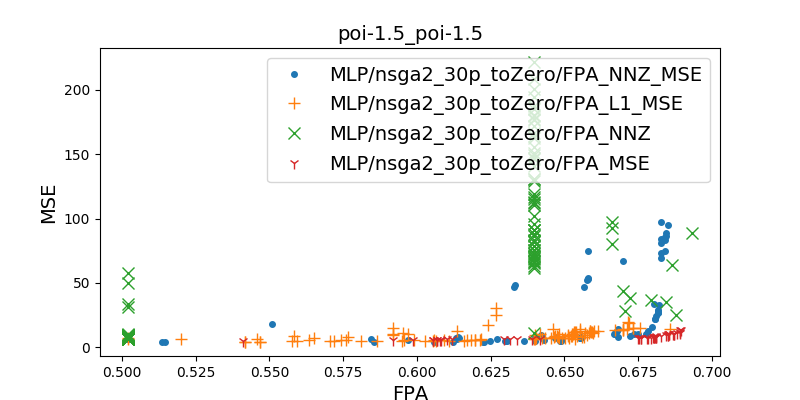 poi-1.5_poi-1.5
MLP/nsga2_30p_toZero/FPA_NNZ_MSE
MLP/nsga2_30p_toZero/FPA_L1_MSE
MLP/nsga2_30p_toZero/FPA_NNZ
MLP/nsga2_30p_toZero/FPA_MSE
MSE
200
150
100
50
0
0.500 0.525 0.550 0.575 0.600 0.625 0.650 0.675 0.700
FPA